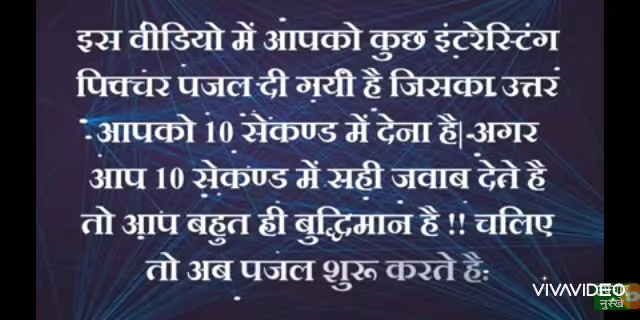 इस वीडियो में आपको कुछ इंटरेस्टिंग
पिक्चर पजल दी गयी है जिसका उत्तर
आपको 10 सेकण्ड में देना है|-अगर
आप 10 सेकण्ड में सही जवाब देते है
तो आप बहुत ही बुद्धिमान है !! चलिए
तो अब पजल शुरू करते है:
VIVAVIDEO
नुस्खे